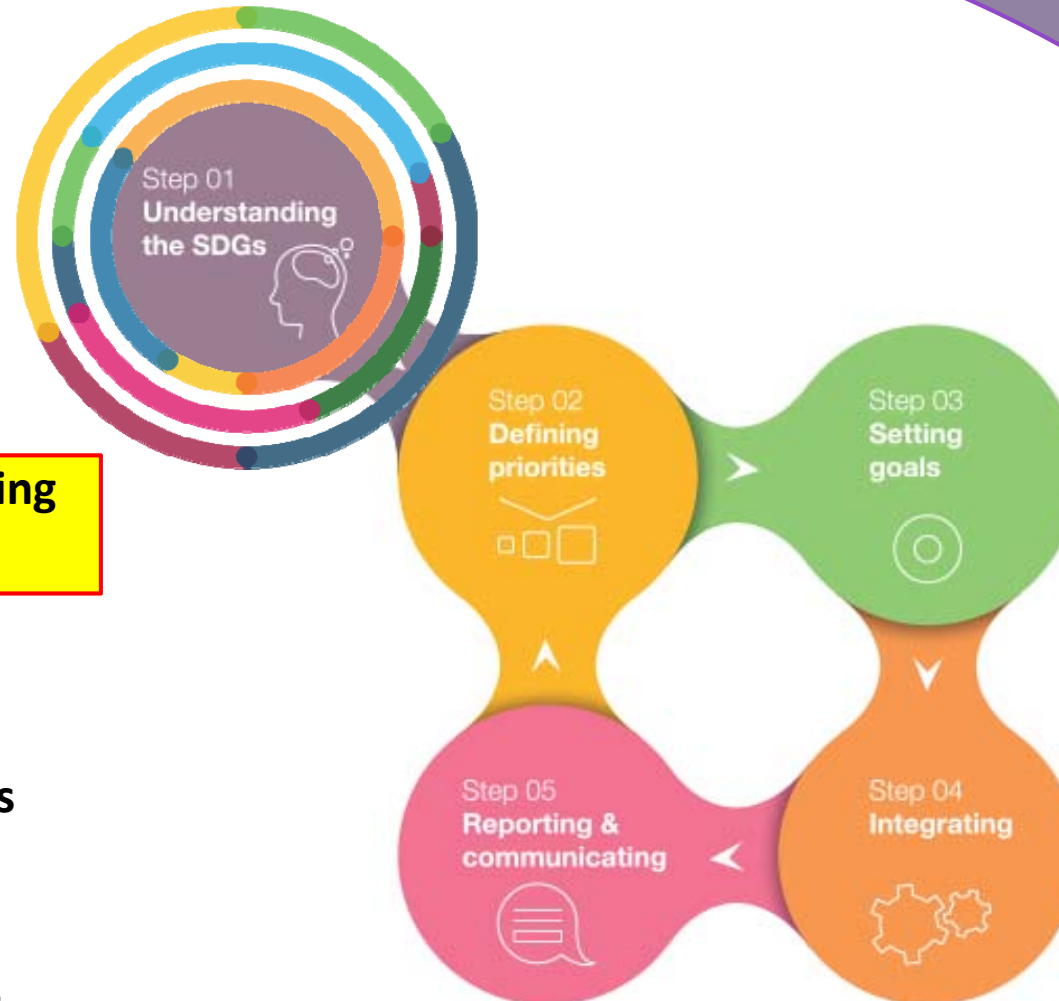 Step 01
Understanding
the SDGs
Step 02
Defining
priorities
Step 03
Setting
goals
ing
s
Step 05
Reporting &
communicating
Step 04
Integrating